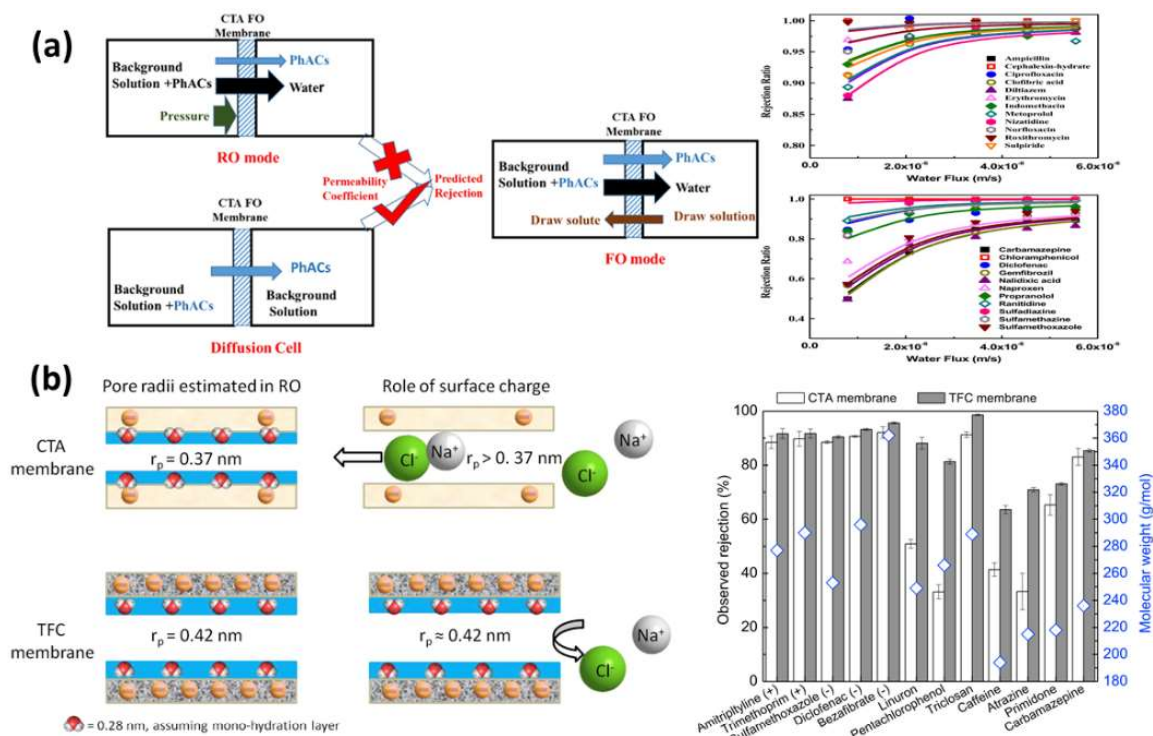 (a)
CTA FO
Membrane
Background
Solution +PhACs
PhACs
Water
Pressure
RO mode
CTA FO
Membrane
Background
Solution +PhACs
PhACs
Background
Solution
Diffusion Cell
Permeability
Coefficient
Predicted
Rejection
CTA FO
Membrane
Background
Solution +PhACs
PhACs
Water
Draw solute
Draw solution
FO mode
Rejection Ratio
1.00
0.95
0.90
0.85
0.80
Ampicillin
Cephalexin-hydrate
Ciprofloxacin
Clofibric acid
Diltiazem
Erythromycin
Indomethacin
Metoprolol
Nizatidine
Norfloxacin
Roxithromycin
Sulpiride
0.0 2.0x10⁻⁶ 4.0x10⁻⁶ 6.0x10⁻⁶
Water Flux (m/s)
Rejection Ratio
1.0
0.8
0.6
0.4
Carbamazepine
Chloramphenicol
Diclofenac
Gemfibrozil
Nalidixic acid
Naproxen
Propranolol
Ranitidine
Sulfadiazine
Sulfamethazine
Sulfamethoxazole
0.0 2.0x10⁻⁶ 4.0x10⁻⁶ 6.0x10⁻⁶
Water Flux (m/s)
(b)
Pore radii estimated in RO
Role of surface charge
CTA
membrane
rp = 0.37 nm
Cl-
Na+
rp > 0. 37 nm
Cl-
Na+
TFC
membrane
rp = 0.42 nm
rp ≈ 0.42 nm
Na+
Cl-
= 0.28 nm, assuming mono-hydration layer
CTA membrane
TFC membrane
Observed rejection (%)
100
80
60
40
20
0
Molecular weight (g/mol)
380
360
340
320
300
280
260
240
220
200
180
Amitriptyline (+)
Trimethoprim (+)
Sulfamethoxazole (-)
Diclofenac (-)
Bezafibrate (-)
Linuron
Pentachlorophenol
Triclosan
Caffeine
Atrazine
Primidone
Carbamazepine